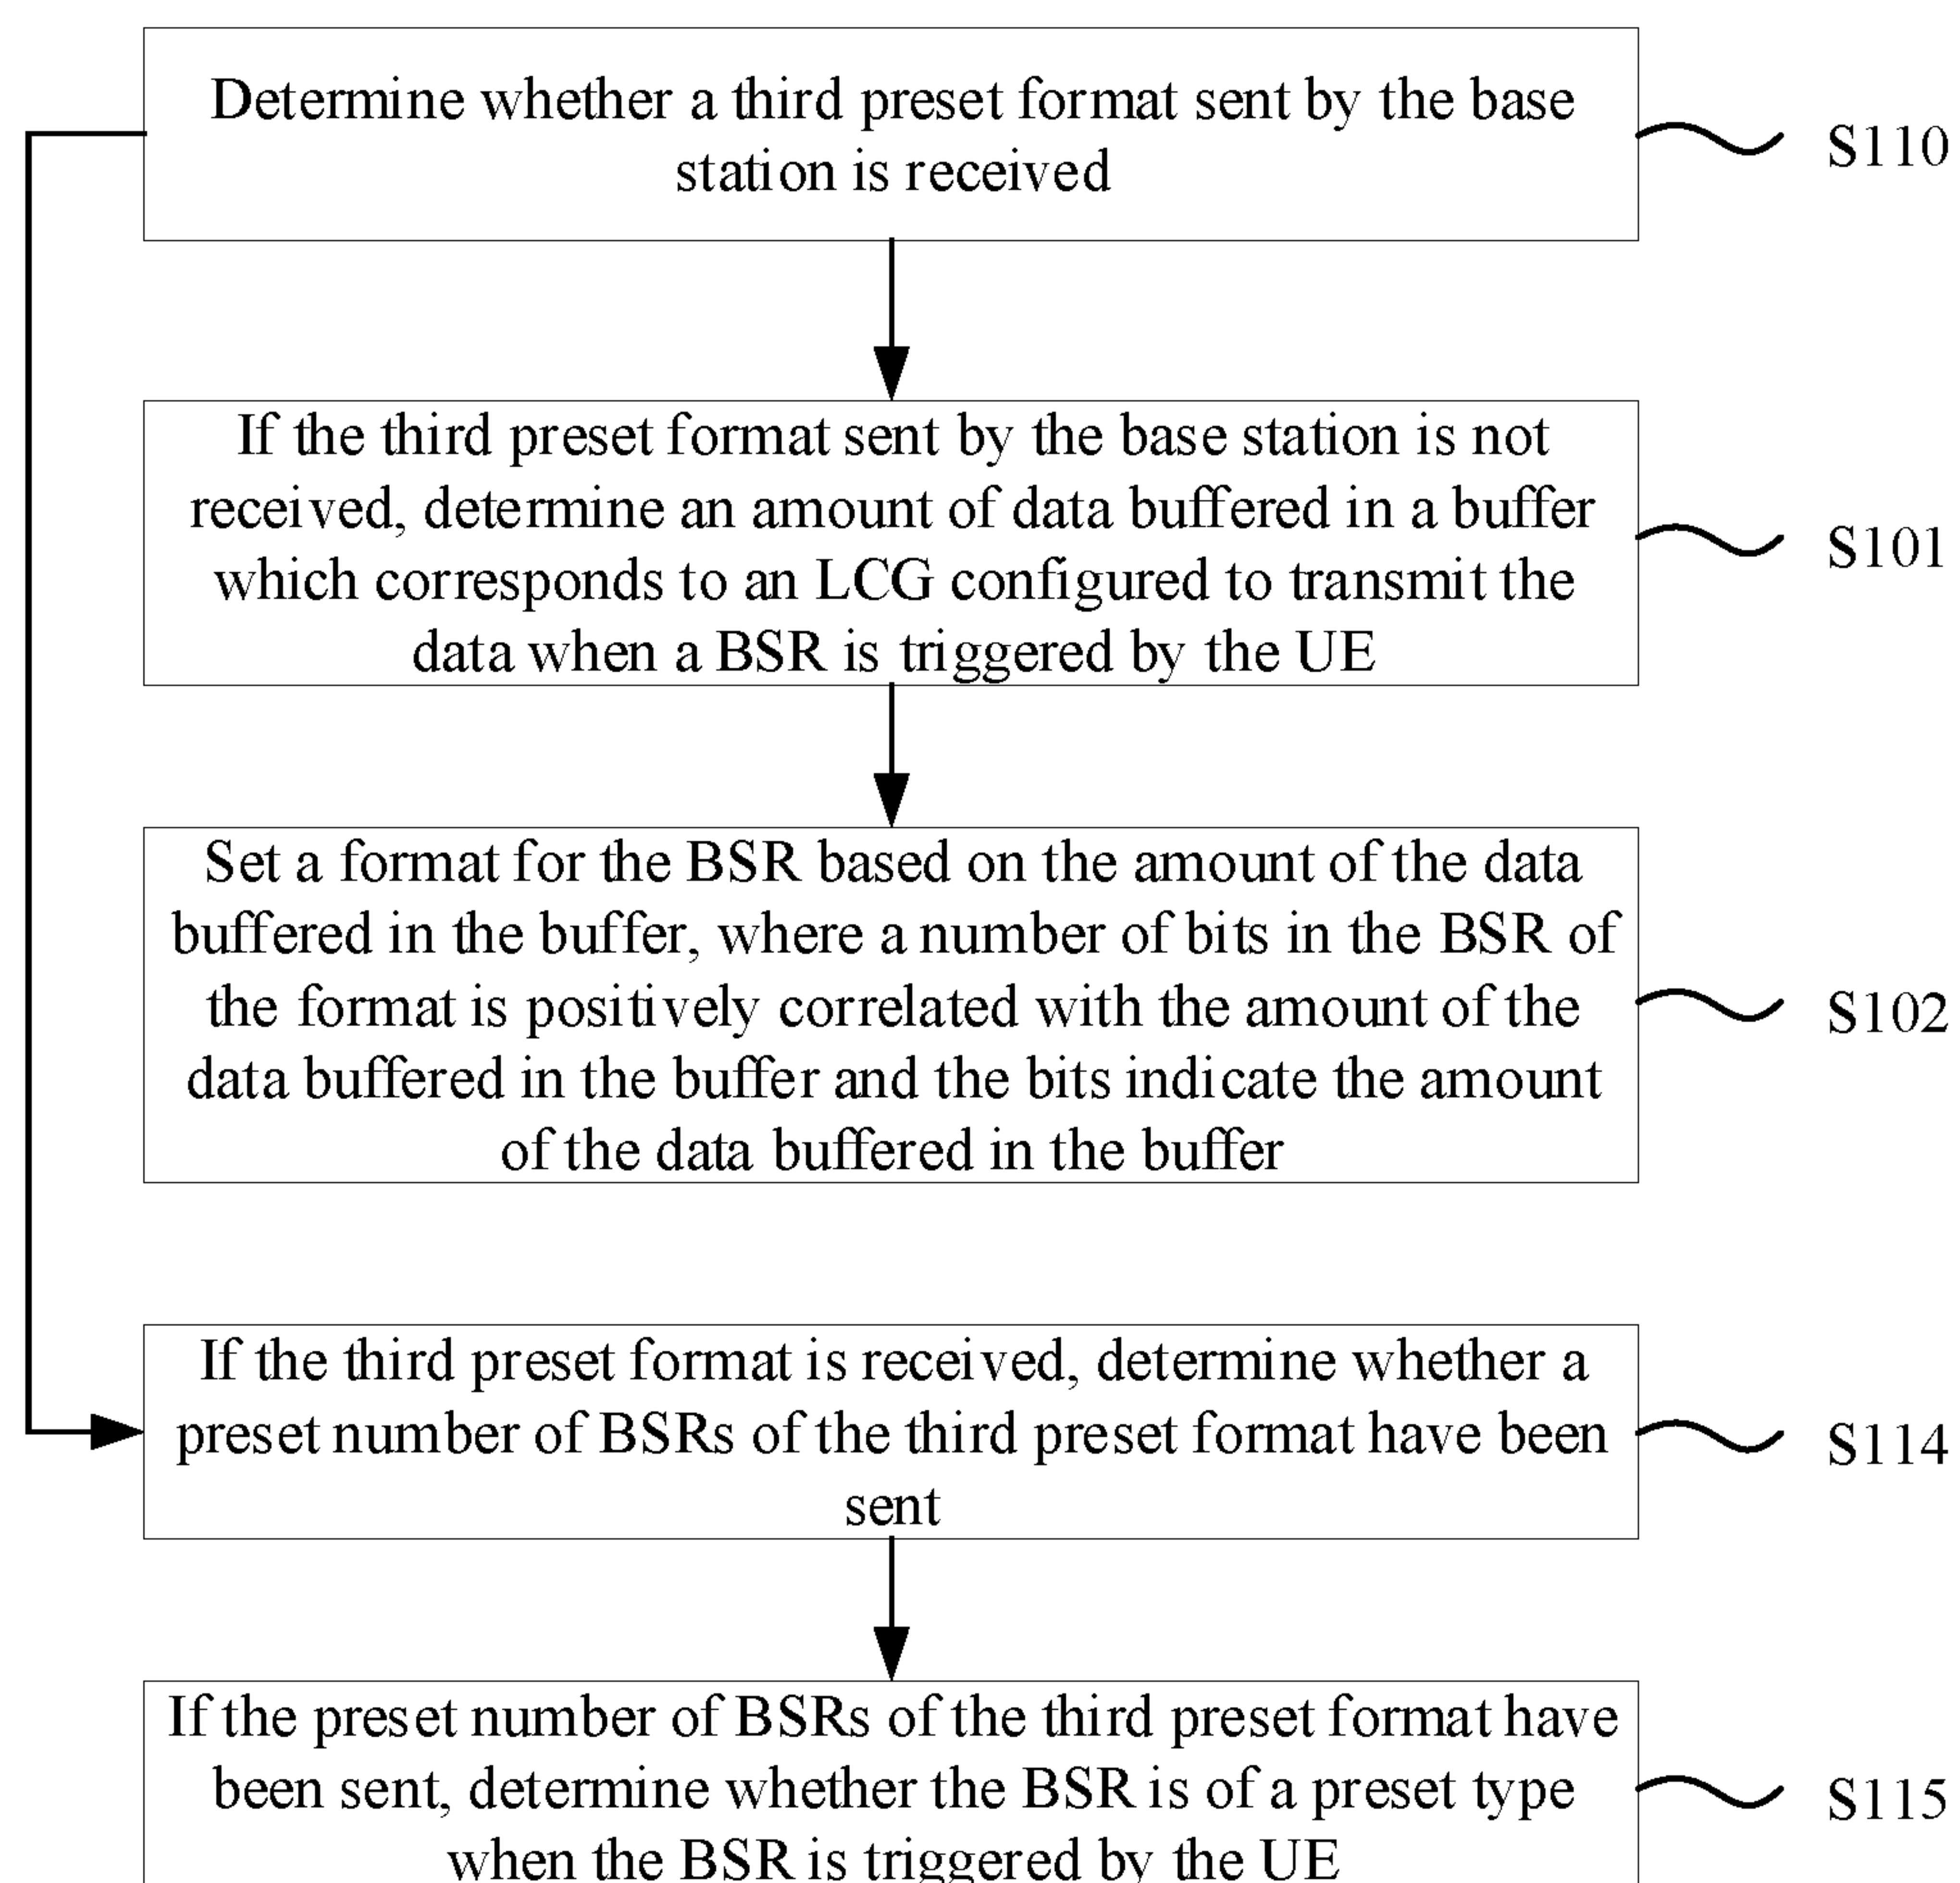 Determine whether a third preset format sent by the base
station is received
S110
If the third preset format sent by the base station is not
received, determine an amount of data buffered in a buffer
which corresponds to an LCG configured to transmit the
data when a BSR is triggered by the UE
S101
Set a format for the BSR based on the amount of the data
buffered in the buffer, where a number of bits in the BSR of
the format is positively correlated with the amount of the
data buffered in the buffer and the bits indicate the amount
of the data buffered in the buffer
S102
If the third preset format is received, determine whether a
preset number of BSRs of the third preset format have been
sent
S114
If the preset number of BSRs of the third preset format have
been sent, determine whether the BSR is of a preset type
when the BSR is triggered by the UE
S115